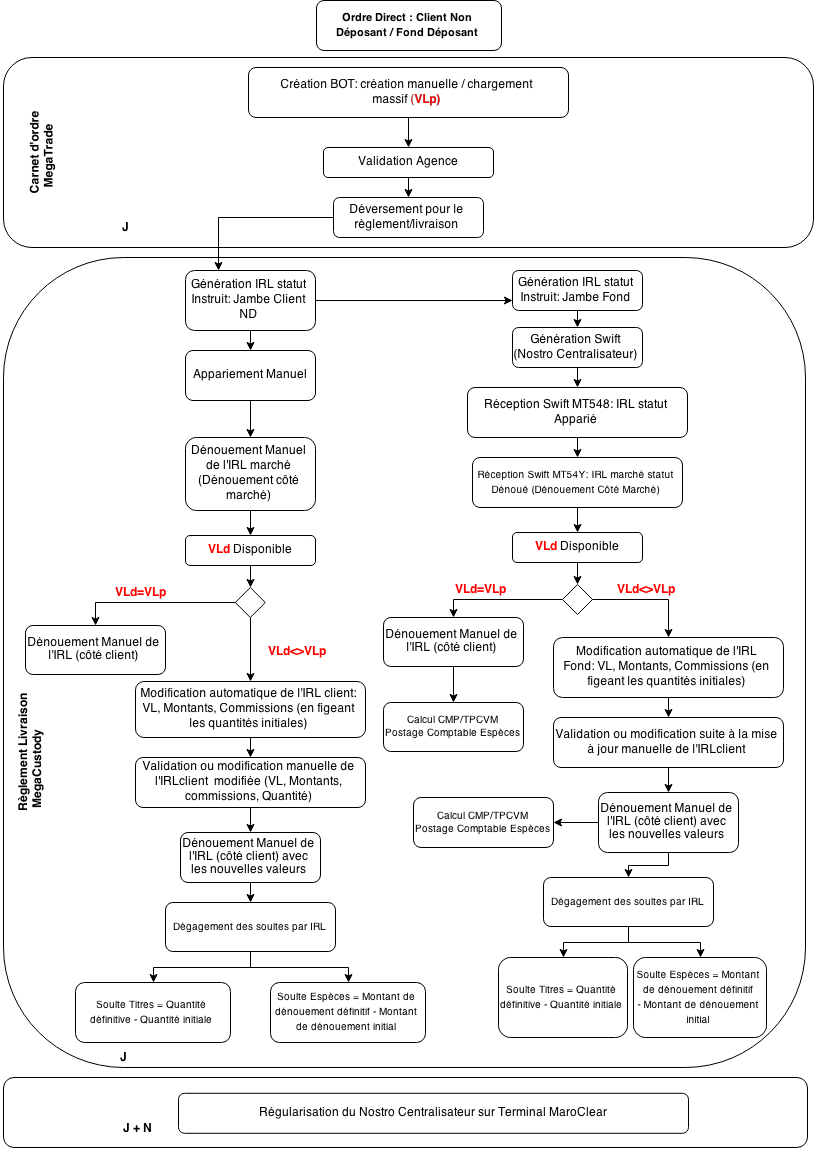 Ordre Direct : Client Non
Déposant / Fond Déposant
Carnet d'ordre
MegaTrade
Création BOT: création manuelle / chargement
massif (VLp)
Validation Agence
Déversement pour le
règlement/livraison
J
Règlement Livraison
MegaCustody
Génération IRL statut
Instruit: Jambe Client
ND
Appariement Manuel
Dénouement Manuel
de l'IRL marché
(Dénouement côté
marché)
VLd Disponible
VLd=VLp
Dénouement Manuel de
l'IRL (côté client)
VLd<>VLp
Modification automatique de l'IRL client:
VL, Montants, Commissions (en figeant
les quantités initiales)
Validation ou modification manuelle de
l'IRLclient modifiée (VL, Montants,
commissions, Quantité)
Dénouement Manuel de
l'IRL (côté client) avec
les nouvelles valeurs
Dégagement des soultes par IRL
Soulte Titres = Quantité
définitive - Quantité initiale
Soulte Espèces = Montant de
dénouement définitif - Montant
de dénouement initial
Génération IRL statut
Instruit: Jambe Fond
Génération Swift
(Nostro Centralisateur)
Réception Swift MT548: IRL statut
Apparié
Réception Swift MT54Y: IRL marché statut
Dénoué (Dénouement Côté Marché)
VLd Disponible
VLd=VLp
Dénouement Manuel de
l'IRL (côté client)
Calcul CMP/TPCVM
Postage Comptable Espèces
VLd<>VLp
Modification automatique de l'IRL
Fond: VL, Montants, Commissions (en
figeant les quantités initiales)
Validation ou modification suite à la mise
à jour manuelle de l'IRLclient
Dénouement Manuel de
l'IRL (côté client) avec
les nouvelles valeurs
Calcul CMP/TPCVM
Postage Comptable Espèces
Dégagement des soultes par IRL
Soulte Titres = Quantité
définitive - Quantité initiale
Soulte Espèces = Montant
de dénouement définitif
- Montant de dénouement
initial
J
Règularisation du Nostro Centralisateur sur Terminal MaroClear
J + N